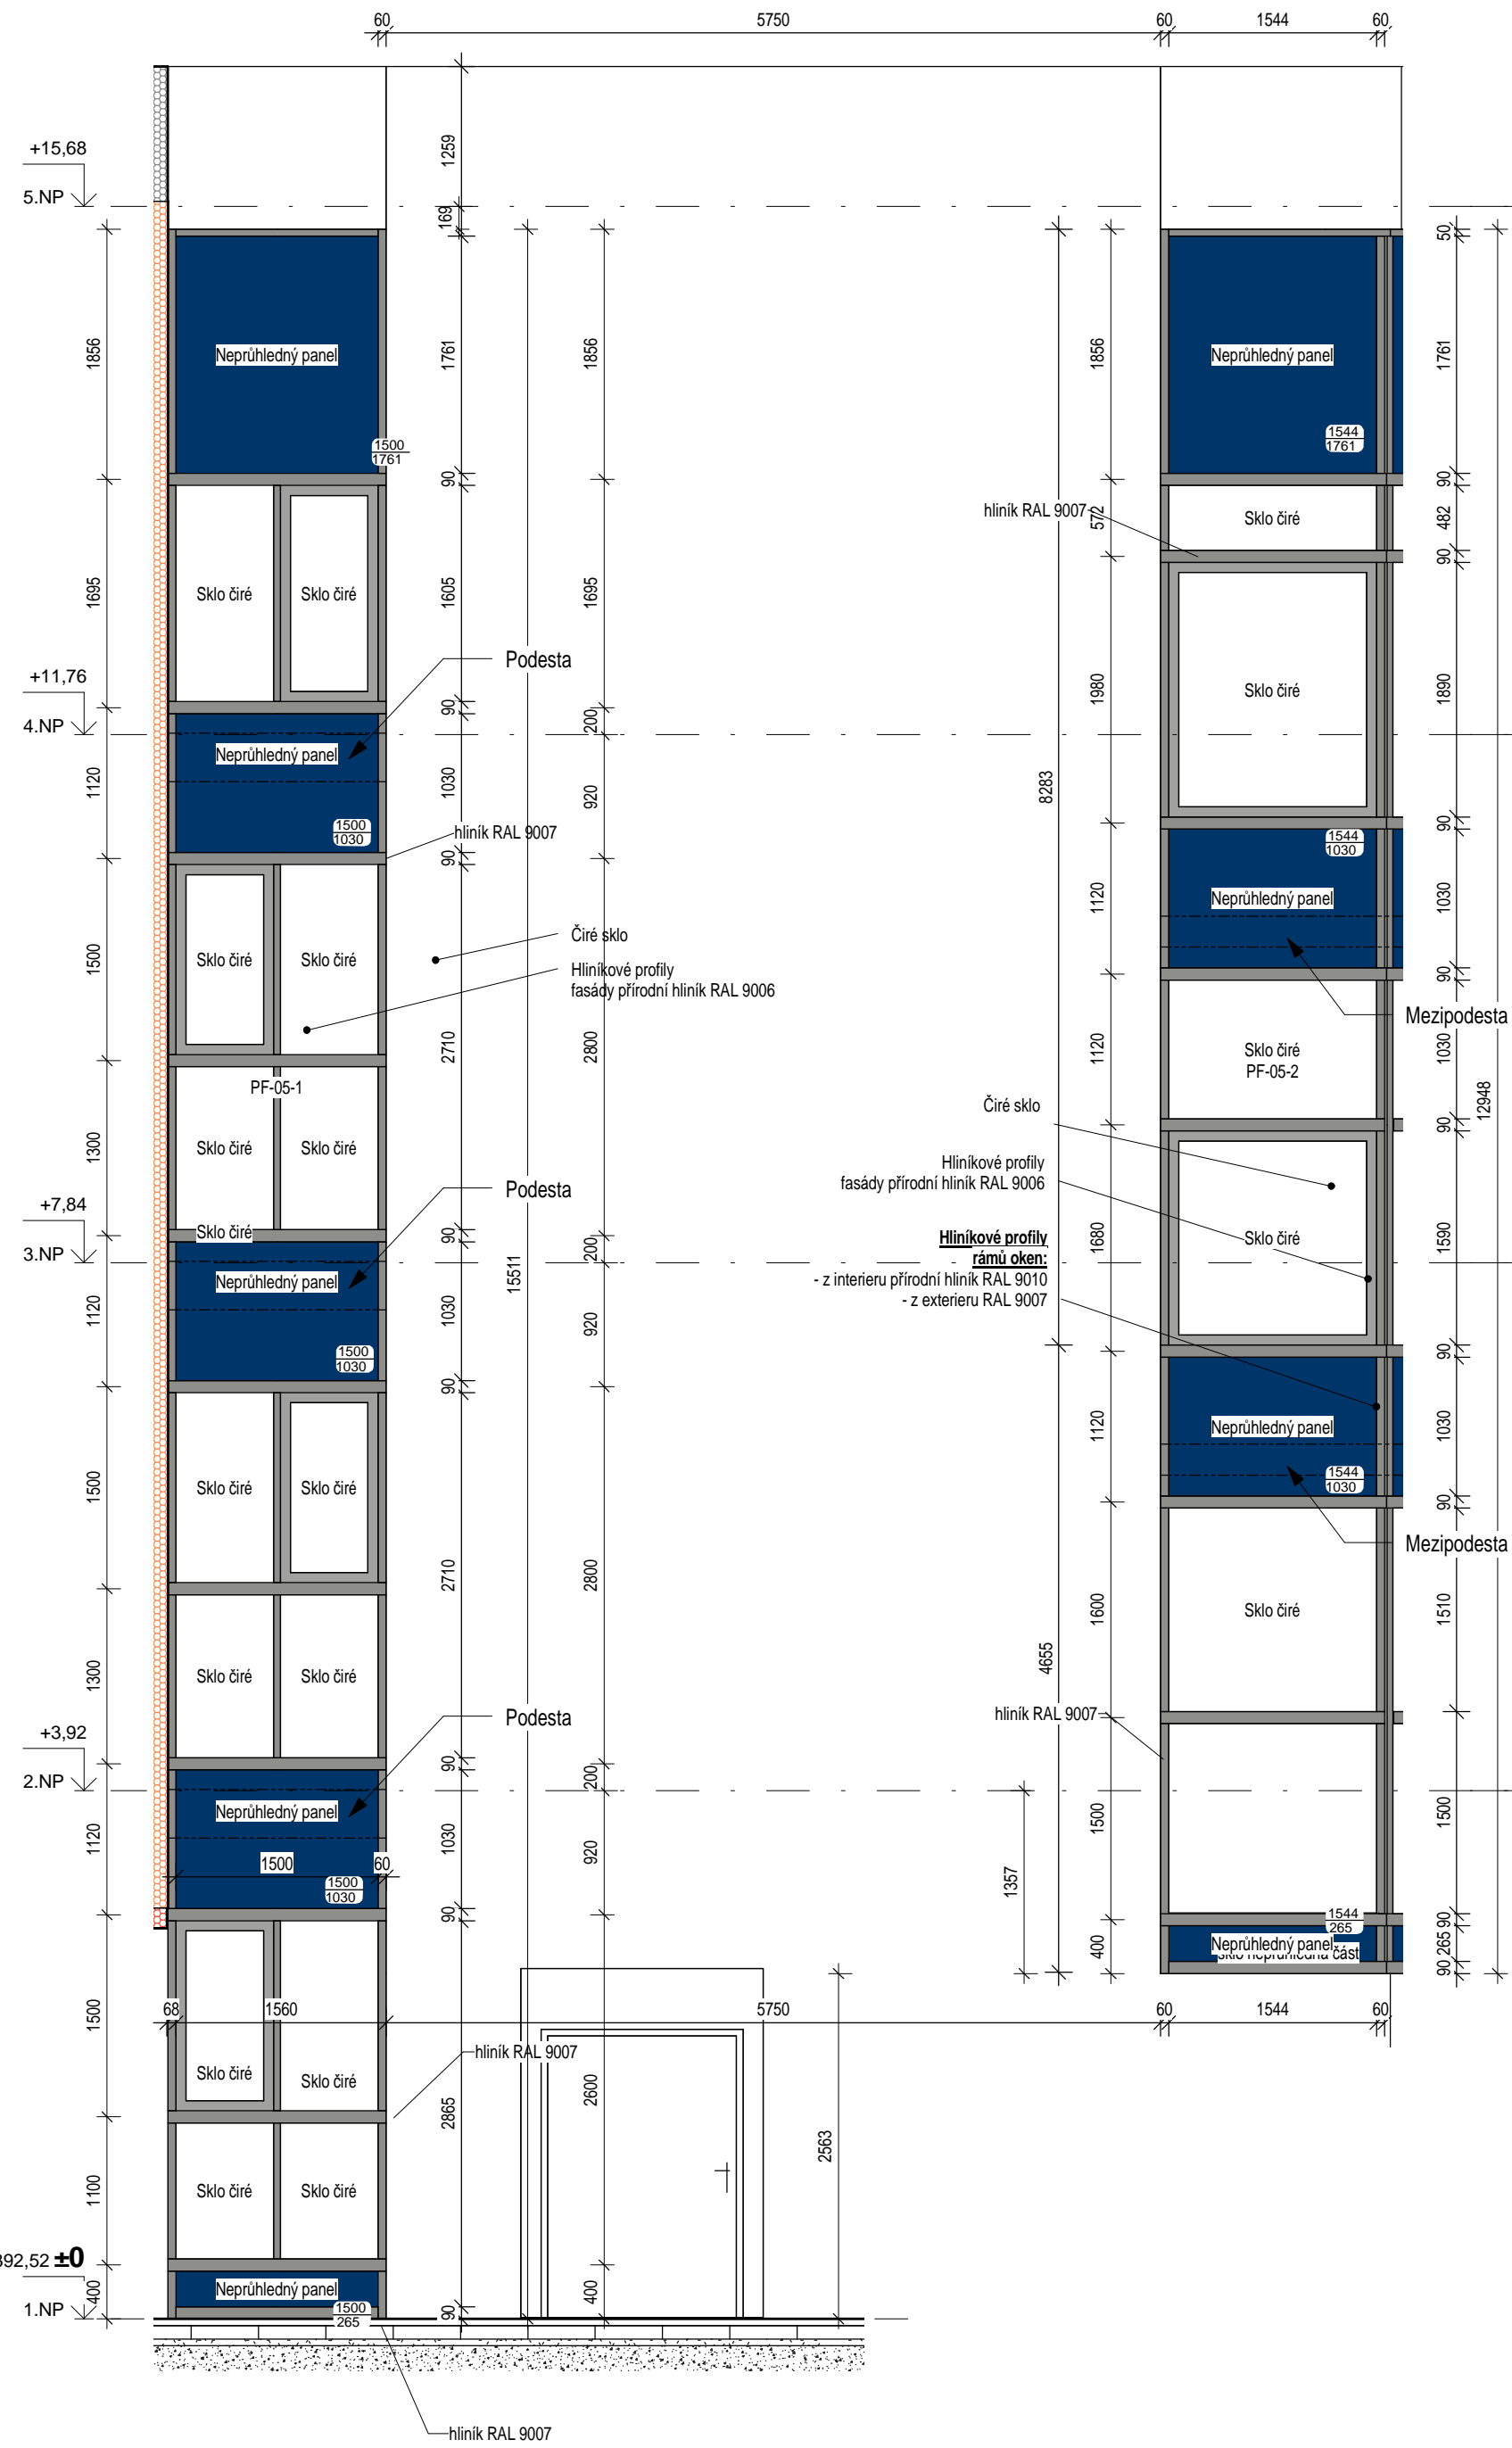 60
5750
60
1544
60
+15,68
5.NP
1259
169
50
1856
Neprůhledný panel
1761
1856
1856
Neprůhledný panel
1761
1500
1761
1544
1761
90
90
hliník RAL 9007
572
Sklo čiré
482
90
1695
Sklo čiré
Sklo čiré
1605
1695
1980
Sklo čiré
1890
Podesta
+11,76
4.NP
90
200
Neprůhledný panel
1120
1030
920
8283
1500
1030
hliník RAL 9007
90
90
1544
1030
1120
Neprůhledný panel
1030
1500
Sklo čiré
Sklo čiré
Čiré sklo
Hliníkové profily
fasády přírodní hliník RAL 9006
90
Mezipodesta
2710
2800
1120
Sklo čiré
PF-05-2
1030
PF-05-1
12948
Čiré sklo
90
1300
Sklo čiré
Sklo čiré
Hliníkové profily
fasády přírodní hliník RAL 9006
Podesta
+7,84
3.NP
Sklo čiré
90
200
1680
Sklo čiré
1590
Hliníkové profily
rámů oken:
- z interieru přírodní hliník RAL 9010
- z exterieru RAL 9007
Neprůhledný panel
15511
1120
1030
920
1500
1030
90
90
1120
Neprůhledný panel
1030
1500
Sklo čiré
Sklo čiré
1544
1030
90
Mezipodesta
2710
2800
1600
Sklo čiré
1510
1300
Sklo čiré
Sklo čiré
4655
hliník RAL 9007
Podesta
+3,92
2.NP
90
200
Neprůhledný panel
1120
1030
920
1500
60
1500
1030
1357
1500
1500
90
1544
265
90
400
Neprůhledný panel
265
90
68
1560
5750
60
1544
60
1500
Sklo čiré
Sklo čiré
hliník RAL 9007
2865
2600
2563
1100
Sklo čiré
Sklo čiré
392,52 ±0
1.NP
400
Neprůhledný panel
400
1500
265
90
hliník RAL 9007